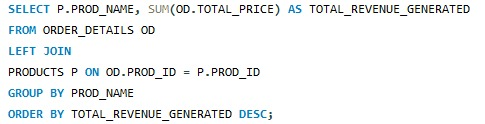 SELECT P.PROD_NAME, SUM(OD.TOTAL_PRICE) AS TOTAL_REVENUE_GENERATED
FROM ORDER_DETAILS OD
LEFT JOIN
PRODUCTS P ON OD.PROD_ID = P.PROD_ID
GROUP BY PROD_NAME
ORDER BY TOTAL_REVENUE_GENERATED DESC;